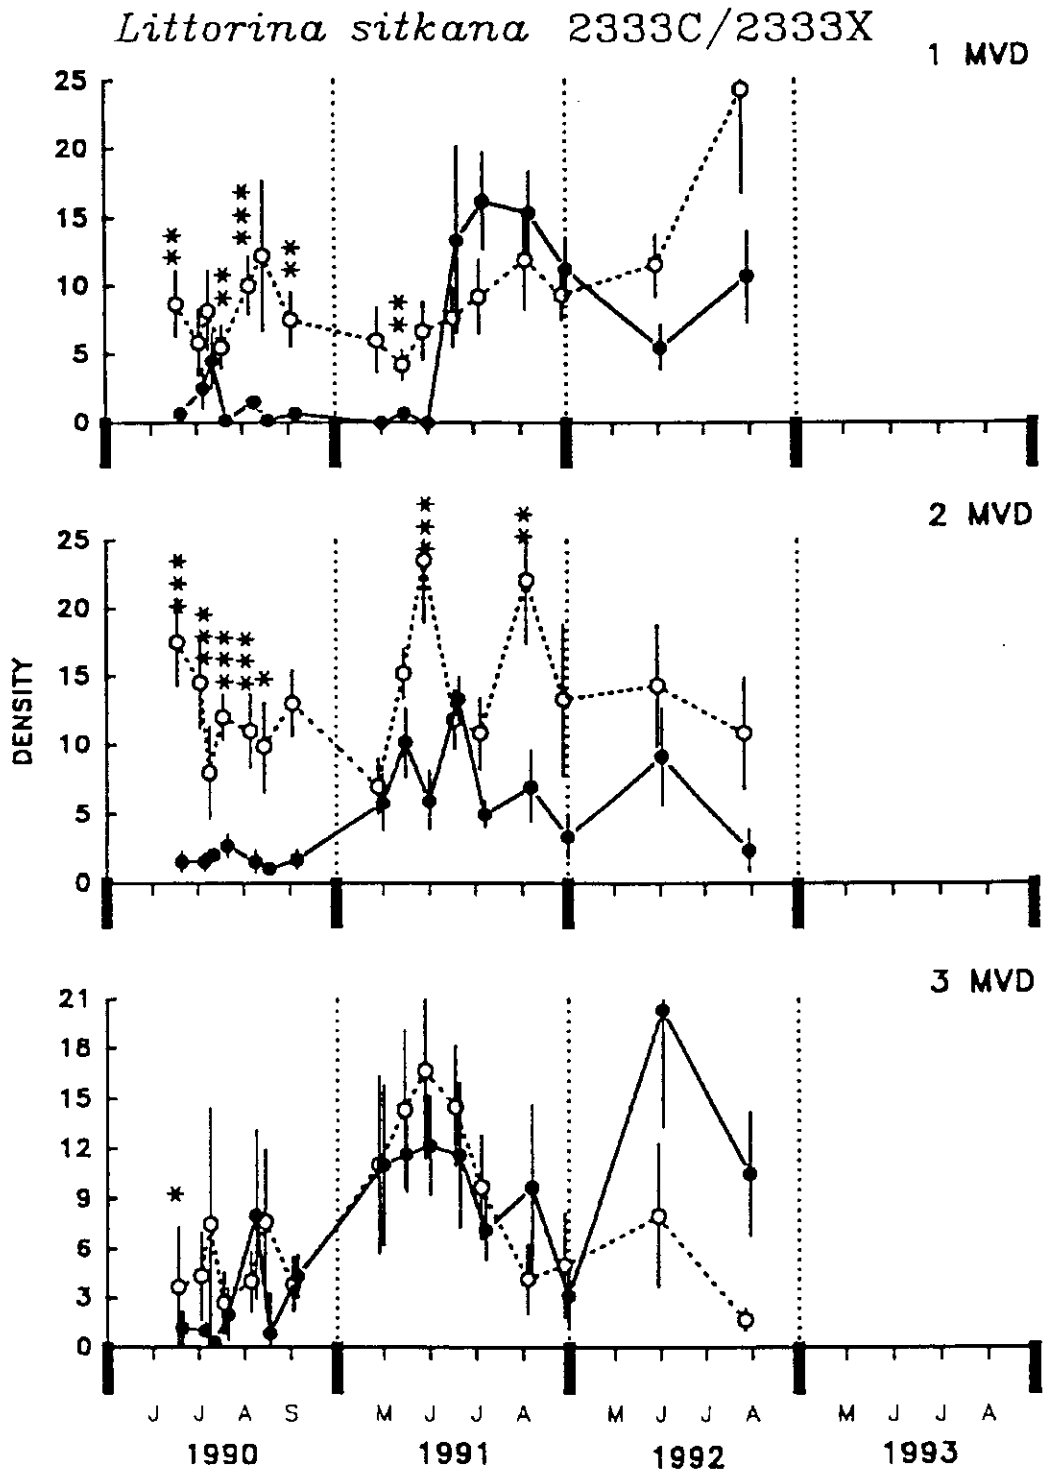 Littorina sitkana 2333C/2333X
1 MVD
25
20
15
10
5
0
** ** *** ** **
2 MVD
25
20
15
10
5
0
*** *** *** *** * *** **
DENSITY
3 MVD
21
18
15
12
9
6
3
0
*
J J A S M J J A M J J A M J J A
1990 1991 1992 1993